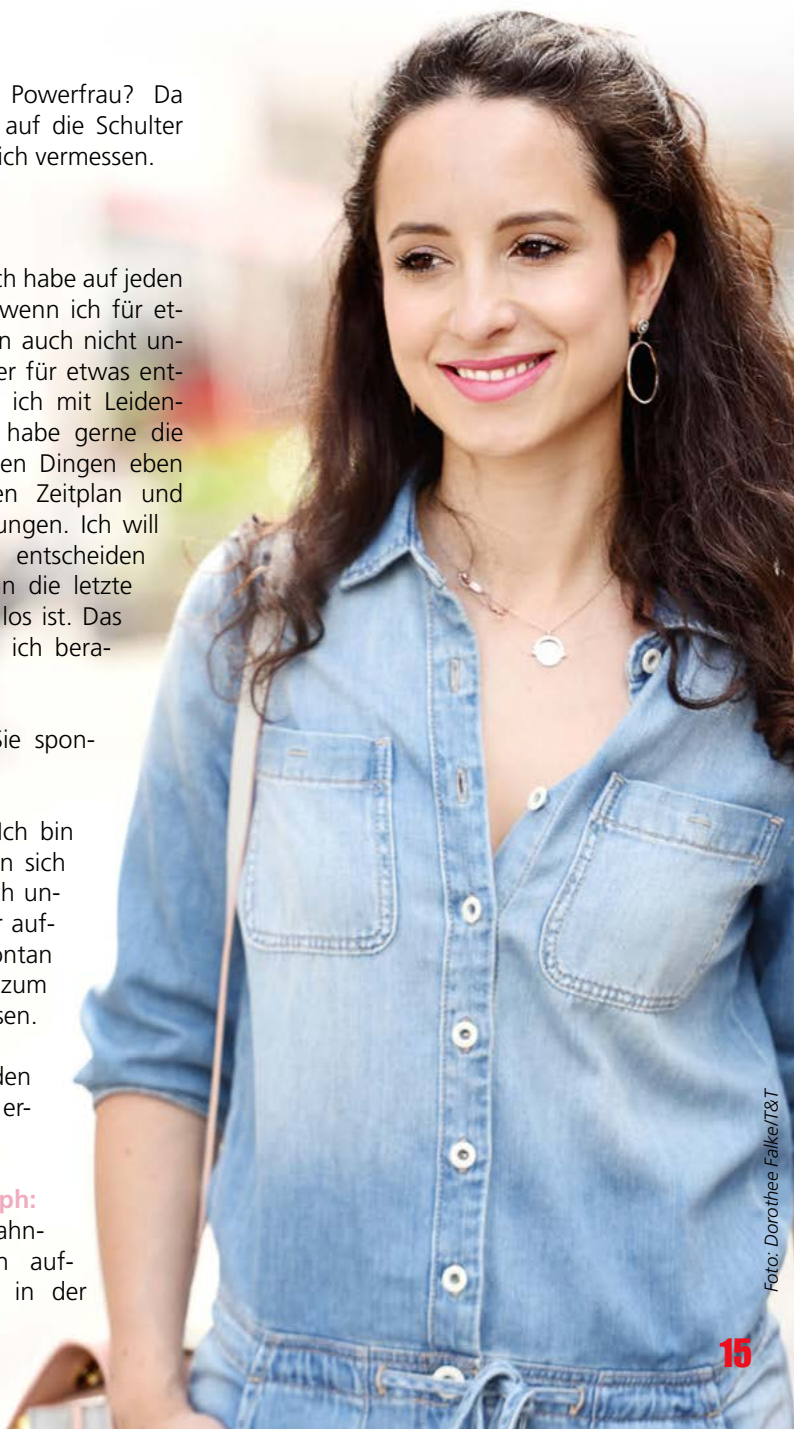 Powerfrau? Da
auf die Schulter
ich vermessen.
ch habe auf jeden
wenn ich für et-
n auch nicht un-
er für etwas ent-
ich mit Leiden-
habe gerne die
en Dingen eben
en Zeitplan und
ungen. Ich will
entscheiden
n die letzte
los ist. Das
ich bera-
Sie spon-
Ich bin
n sich
h un-
r auf-
ontan
zum
sen.
den
er-
ph:
ahn-
n auf-
in der
Foto: Dorothee Falke/T&T
15